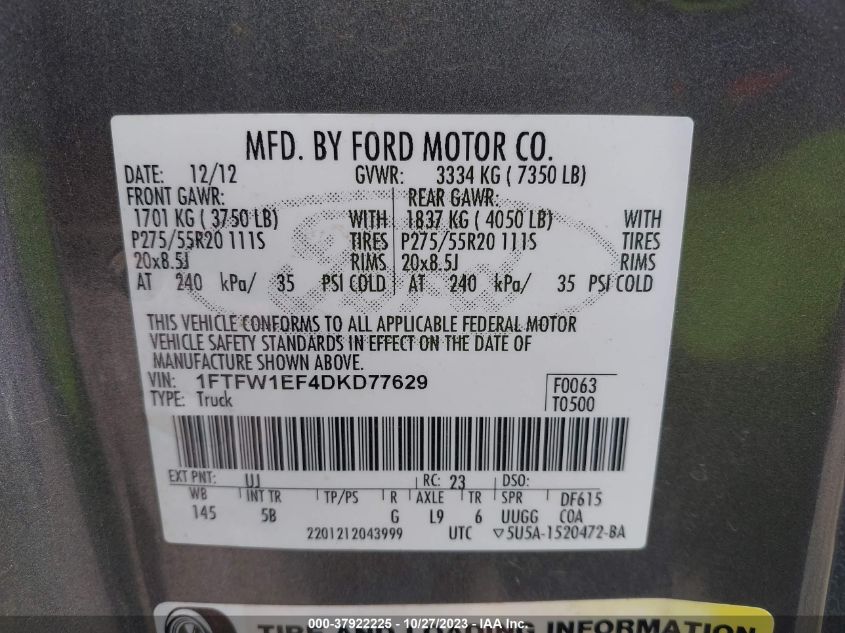 MFD. BY FORD MOTOR CO.
DATE: 12/12 GVWR: 3334 KG ( 7350 LB)
FRONT GAWR: REAR GAWR:
1701 KG ( 3750 LB) WITH 1837 KG ( 4050 LB) WITH
P275/55R20 111S TIRES P275/55R20 111S TIRES
20x8.5J RIMS 20x8.5J RIMS
AT 240 kPa/ 35 PSI COLD AT 240 kPa/ 35 PSI COLD
THIS VEHICLE CONFORMS TO ALL APPLICABLE FEDERAL MOTOR
VEHICLE SAFETY STANDARDS IN EFFECT ON THE DATE OF
MANUFACTURE SHOWN ABOVE.
VIN: 1FTFW1EF4DKD77629 F0063
TYPE: Truck T0500
EXT PNT: UJ RC: 23 DSO:
WB INT TR TP/PS R AXLE TR SPR DF615
145 5B G L9 6 UUGG COA
2201212043999 UTC ▽5U5A-1520472-BA
TIRE AND LOADING INFORMATION
000-37922225 - 10/27/2023 - IAA Inc.